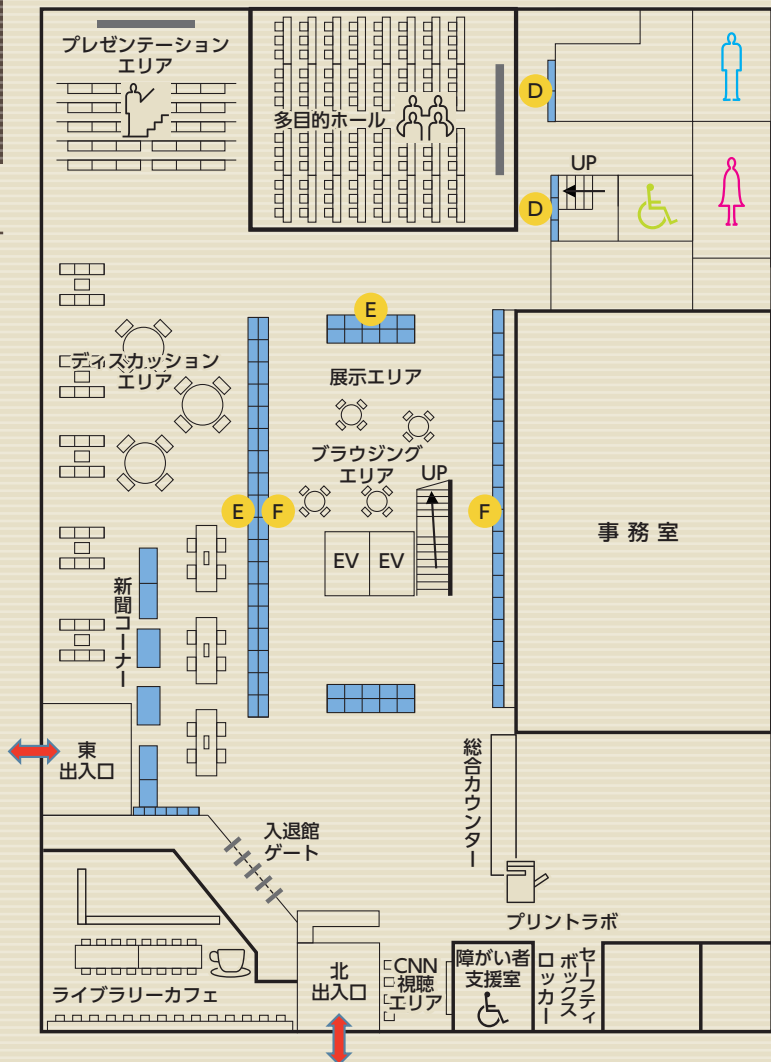 プレゼンテーション
エリア
多目的ホール
D
UP
D
E
展示エリア
ディスカッション
エリア
ブラウジング
エリア
UP
E
F
F
EV
EV
事務室
新聞コーナー
東
出入口
総合カウンター
入退館
ゲート
プリントラボ
ライブラリーカフェ
北
出入口
CNN
視聴
エリア
障がい者
支援室
セーフティ
ボックス
ロッカー